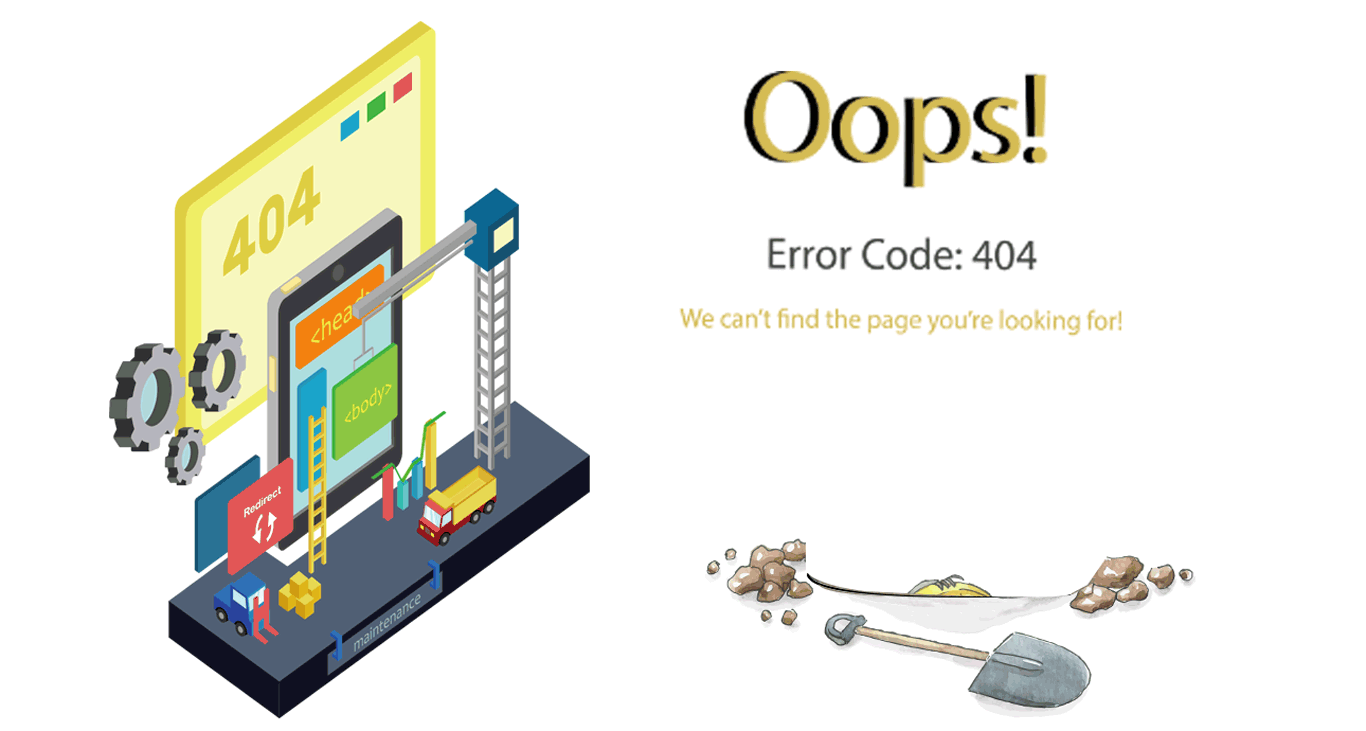 404
<head>
<body>
Redirect
maintenance
Oops!
Error Code: 404
We can't find the page you're looking for!